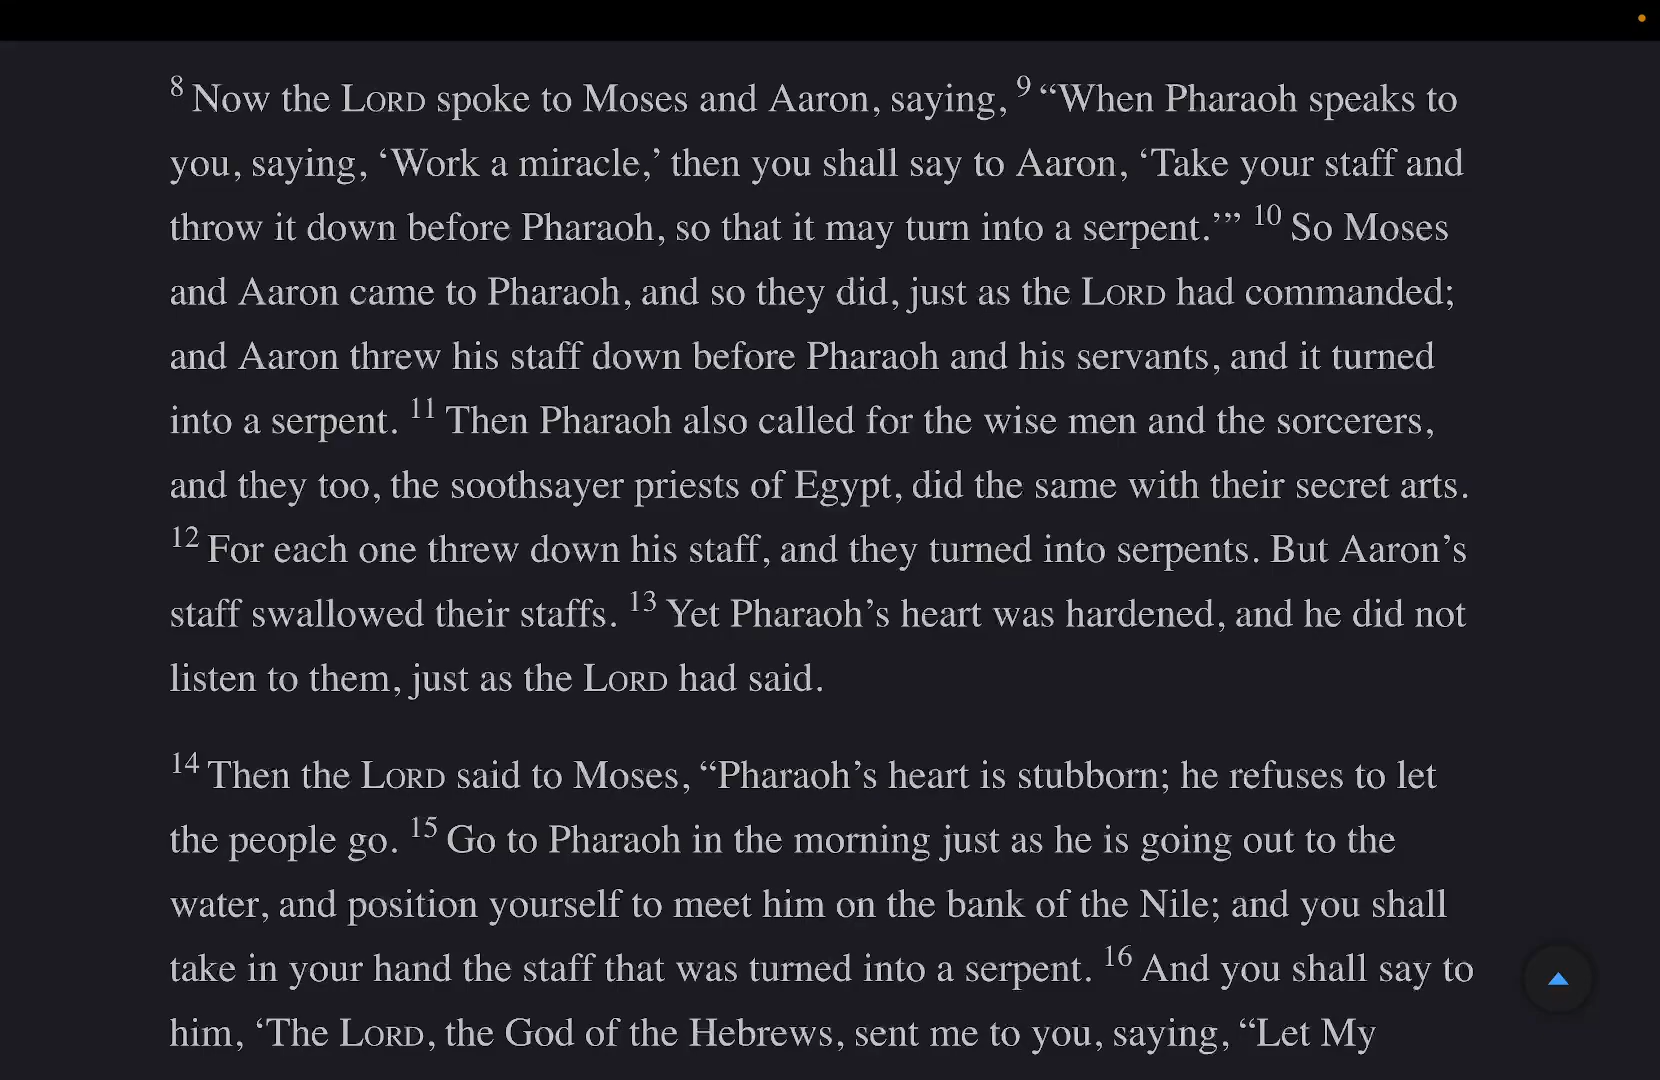 8 Now the LORD spoke to Moses and Aaron, saying, 9 “When Pharaoh speaks to
you, saying, ‘Work a miracle,’ then you shall say to Aaron, ‘Take your staff and
throw it down before Pharaoh, so that it may turn into a serpent.’” 10 So Moses
and Aaron came to Pharaoh, and so they did, just as the LORD had commanded;
and Aaron threw his staff down before Pharaoh and his servants, and it turned
into a serpent. 11 Then Pharaoh also called for the wise men and the sorcerers,
and they too, the soothsayer priests of Egypt, did the same with their secret arts.
12 For each one threw down his staff, and they turned into serpents. But Aaron’s
staff swallowed their staffs. 13 Yet Pharaoh’s heart was hardened, and he did not
listen to them, just as the LORD had said.
14 Then the LORD said to Moses, “Pharaoh’s heart is stubborn; he refuses to let
the people go. 15 Go to Pharaoh in the morning just as he is going out to the
water, and position yourself to meet him on the bank of the Nile; and you shall
take in your hand the staff that was turned into a serpent. 16 And you shall say to
him, ‘The LORD, the God of the Hebrews, sent me to you, saying, “Let My